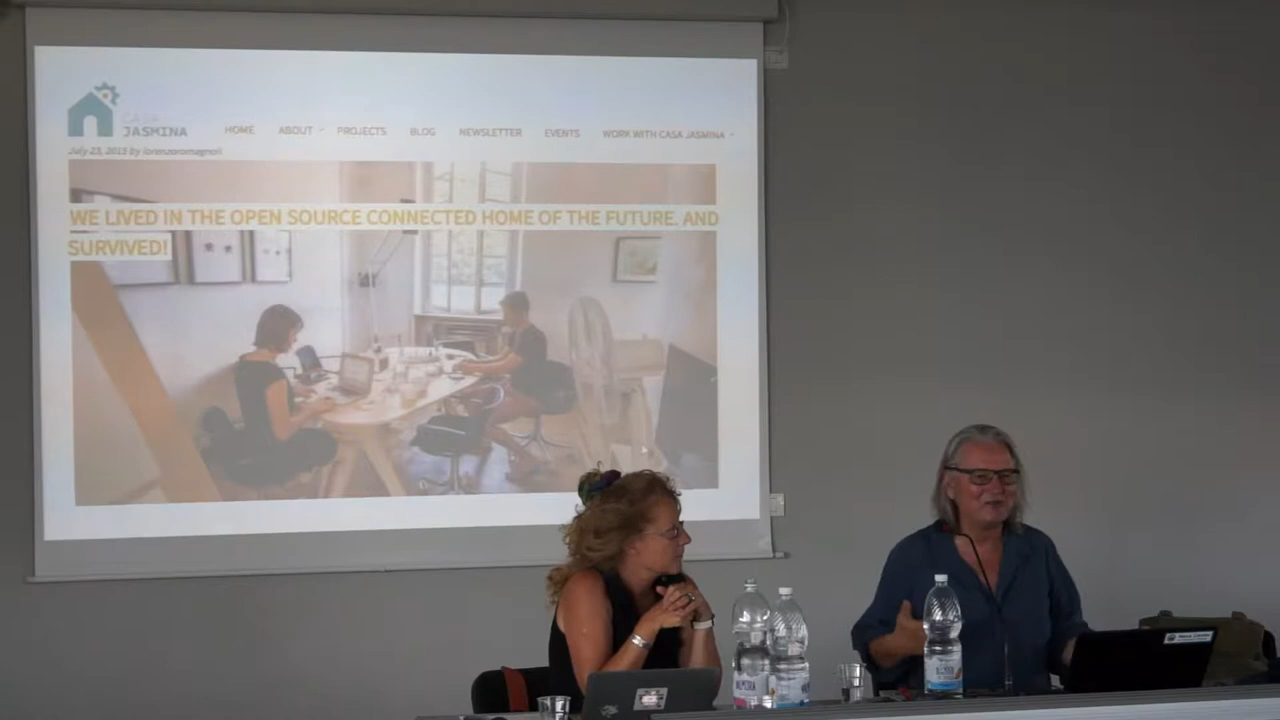 CASA
JASMINA
HOME ABOUT PROJECTS BLOG NEWSLETTER EVENTS WORK WITH CASA JASMINA
July 23, 2015 by lorenzoromagnoli
WE LIVED IN THE OPEN SOURCE CONNECTED HOME OF THE FUTURE. AND
SURVIVED!